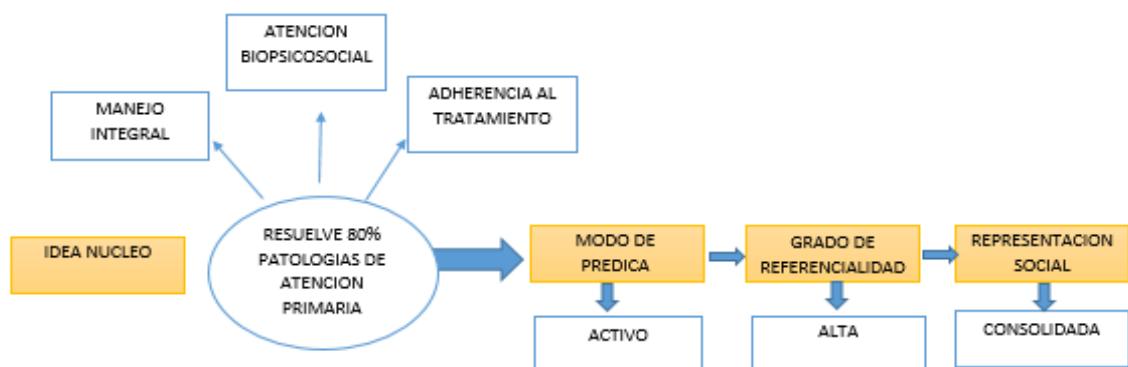 ATENCION
BIOPSICOSOCIAL
MANEJO
INTEGRAL
ADHERENCIA AL
TRATAMIENTO
IDEA NUCLEO
RESUELVE 80%
PATOLOGIAS DE
ATENCION
PRIMARIA
MODO DE
PREDICA
GRADO DE
REFERENCIALIDAD
REPRESENTACION
SOCIAL
ACTIVO
ALTA
CONSOLIDADA